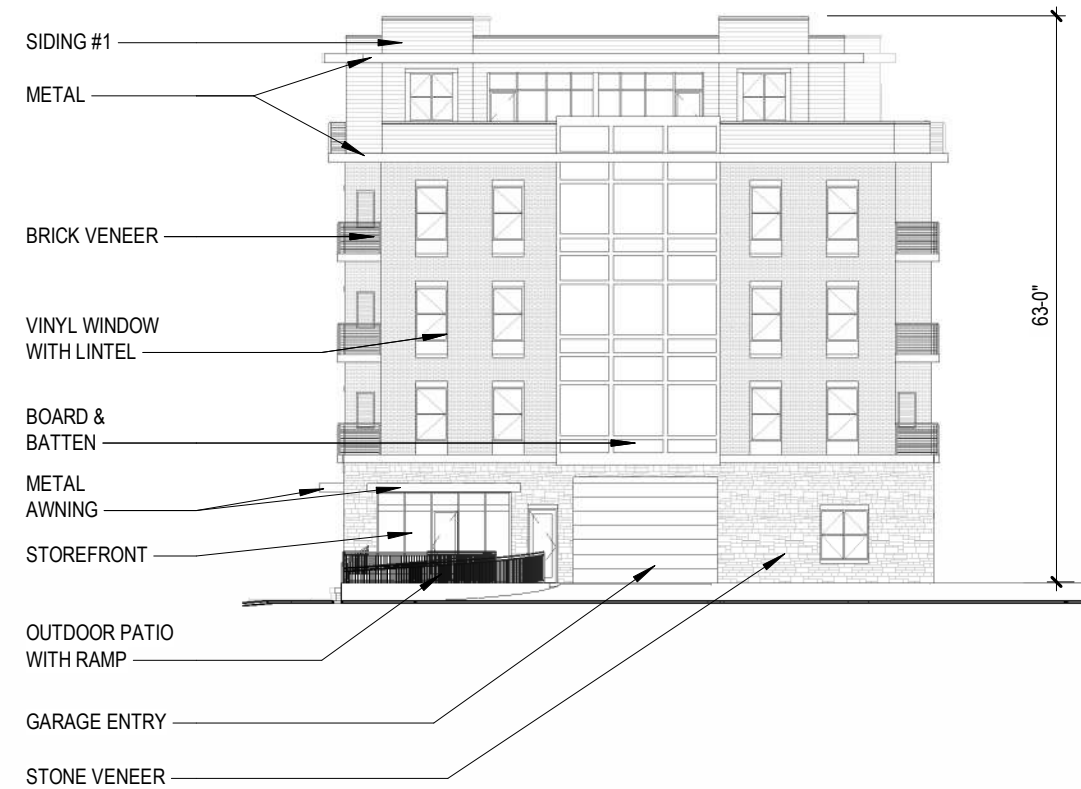 SIDING #1
METAL
BRICK VENEER
VINYL WINDOW
WITH LINTEL
BOARD &
BATTEN
METAL
AWNING
STOREFRONT
OUTDOOR PATIO
WITH RAMP
GARAGE ENTRY
STONE VENEER
63-0"